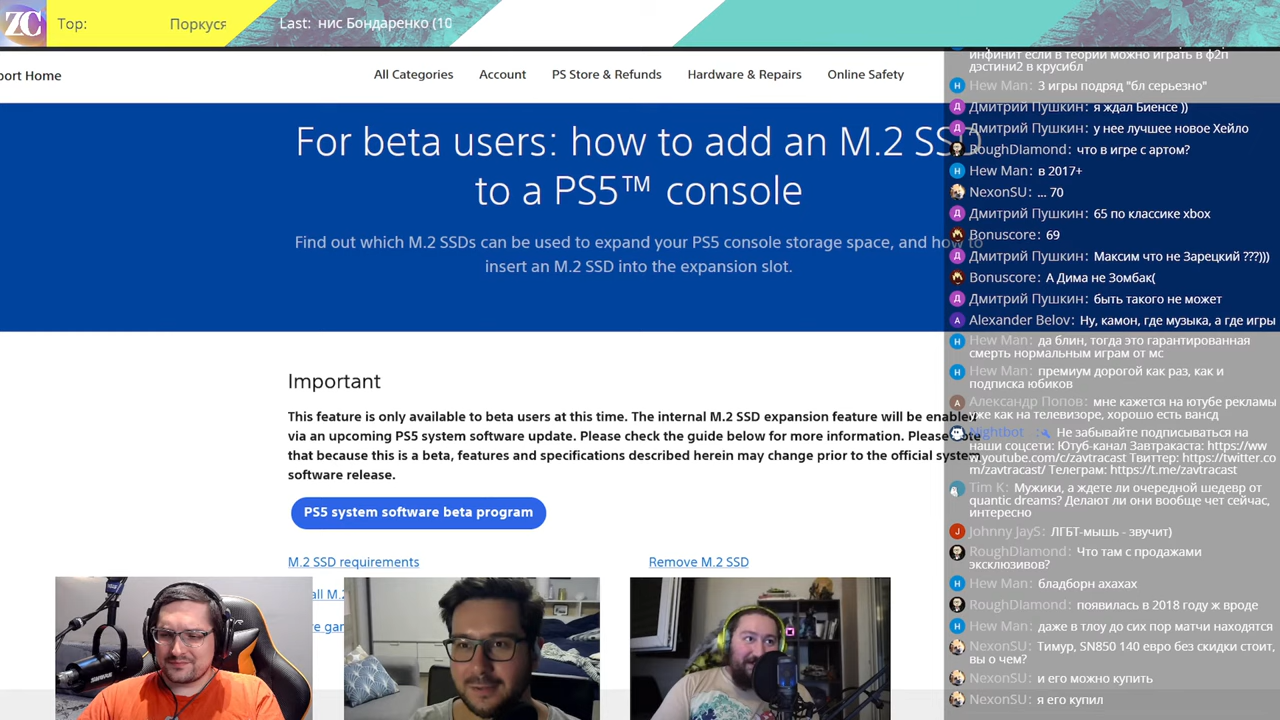 ZC
Top:
Поркуся
Last: нис Бондаренко (10
port Home
All Categories
Account
PS Store & Refunds
Hardware & Repairs
Online Safety
For beta users: how to add an M.2 SSD
to a PS5™ console
Find out which M.2 SSDs can be used to expand your PS5 console storage space, and how to
insert an M.2 SSD into the expansion slot.
Important
This feature is only available to beta users at this time. The internal M.2 SSD expansion feature will be enabled
via an upcoming PS5 system software update. Please check the guide below for more information. Please note
that because this is a beta, features and specifications described herein may change prior to the official system
software release.
PS5 system software beta program
M.2 SSD requirements
Remove M.2 SSD
all M.2
ve gam
инфинит если в теории можно играть в ф2п
дэстини2 в крусибл
Hew Man: 3 игры подряд "бл серьезно"
Дмитрий Пушкин: я ждал Биенсе ))
Дмитрий Пушкин: у нее лучшее новое Хейло
RoughDIamond: что в игре с артом?
Hew Man: в 2017+
NexonSU: ... 70
Дмитрий Пушкин: 65 по классике xbox
Bonuscore: 69
Дмитрий Пушкин: Максим что не Зарецкий ???)))
Bonuscore: А Дима не Зомбак(
Дмитрий Пушкин: быть такого не может
Alexander Belov: Ну, камон, где музыка, а где игры
Hew Man: да блин, тогда это гарантированная
смерть нормальным играм от мс
Hew Man: премиум дорогой как раз, как и
подписка юбиков
Александр Попов: мне кажется на ютубе рекламы
уже как на телевизоре, хорошо есть вансд
Nightbot : Не забывайте подписываться на
наши соцсети: Ютуб-канал Завтракаста: https://ww
w.youtube.com/c/zavtracast Твиттер: https://twitter.co
m/zavtracast/ Телеграм: https://t.me/zavtracast
Tim K: Мужики, а ждете ли очередной шедевр от
quantic dreams? Делают ли они вообще чет сейчас,
интересно
Johnny JayS: ЛГБТ-мышь - звучит)
RoughDIamond: Что там с продажами
эксклюзивов?
Hew Man: бладборн ахахах
RoughDIamond: появилась в 2018 году ж вроде
Hew Man: даже в тлоу до сих пор матчи находятся
NexonSU: Тимур, SN850 140 евро без скидки стоит,
вы о чем?
NexonSU: и его можно купить
NexonSU: я его купил